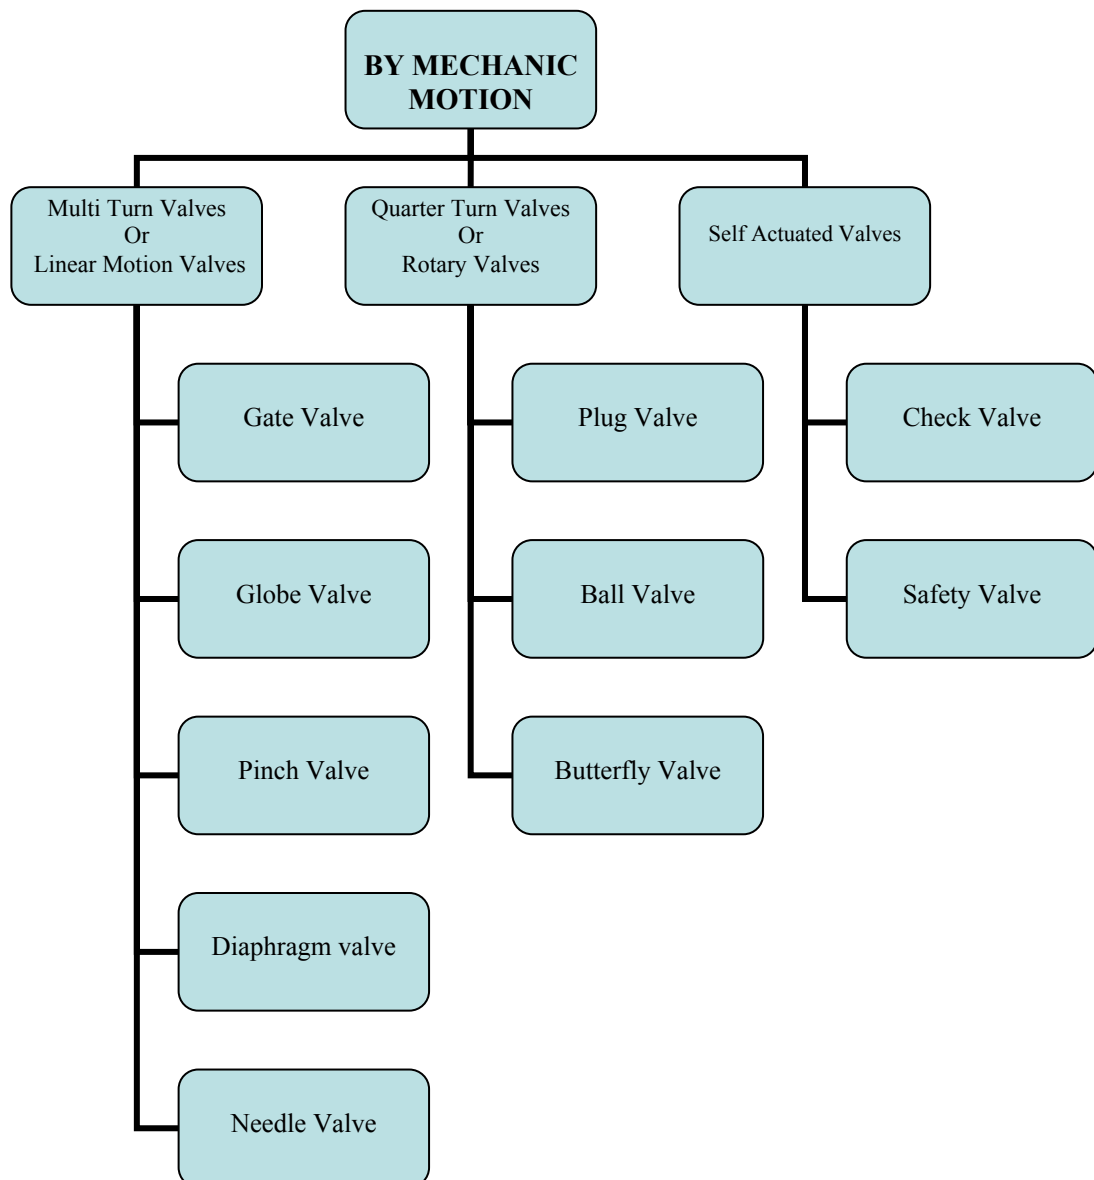 BY MECHANIC
MOTION
Multi Turn Valves
Or
Linear Motion Valves
Quarter Turn Valves
Or
Rotary Valves
Self Actuated Valves
Gate Valve
Plug Valve
Check Valve
Globe Valve
Ball Valve
Safety Valve
Pinch Valve
Butterfly Valve
Diaphragm valve
Needle Valve